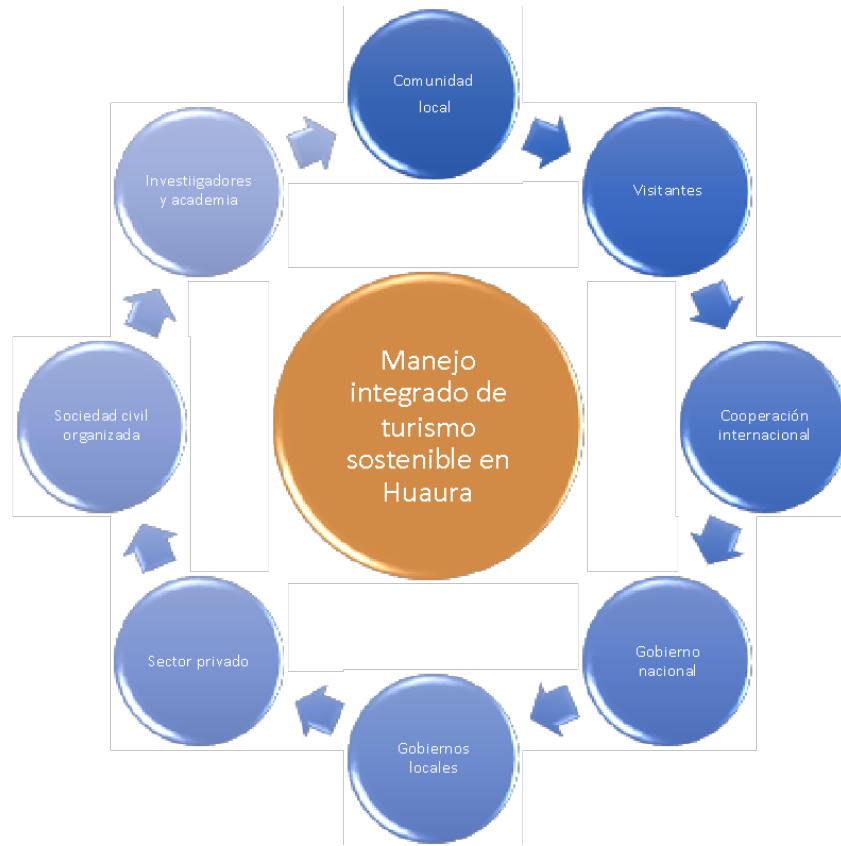 Comunidad
local
Visitantes
Cooperación
internacional
Gobierno
nacional
Gobiernos
locales
Sector privado
Sociedad civil
organizada
Investiigadores
y academia
Manejo
integrado de
turismo
sostenible en
Huaura